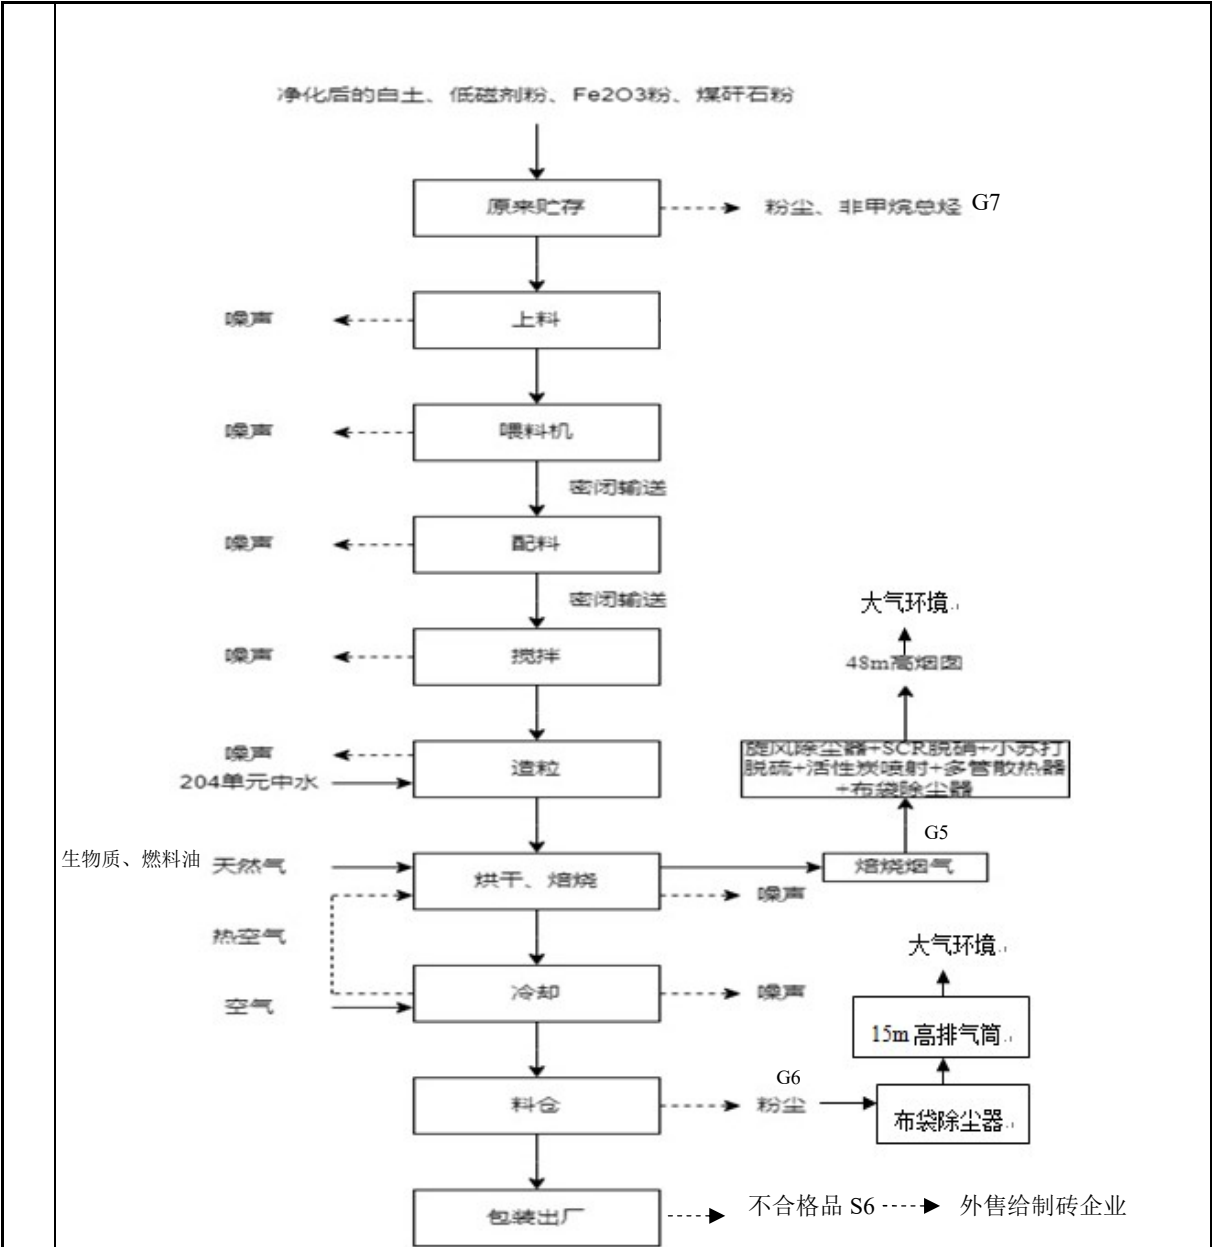 净化后的白土、低磁剂粉、Fe2O3粉、煤矸石粉
原来贮存
粉尘、非甲烷总烃 G7
噪声
上料
噪声
喂料机
密闭输送
噪声
配料
密闭输送
大气环境
噪声
搅拌
48m高烟囱
噪声
造粒
204单元中水
旋风除尘器+SCR脱硝+小苏打
脱硫+活性炭喷射+多管散热器
+布袋除尘器
G5
生物质、燃料油 天然气
烘干、焙烧
焙烧烟气
噪声
热空气
大气环境
冷却
噪声
空气
15m 高排气筒
G6
料仓
粉尘
布袋除尘器
包装出厂
不合格品 S6
外售给制砖企业